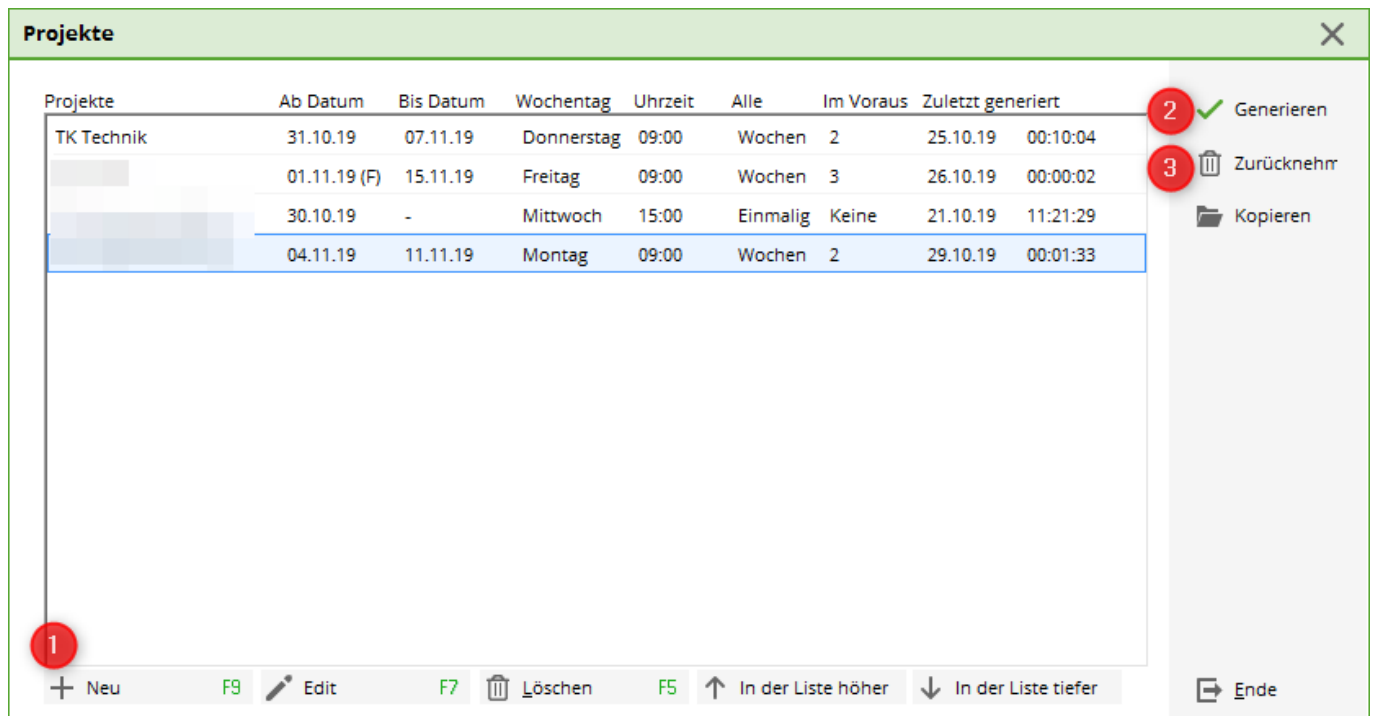 Projekte
Projekte Ab Datum Bis Datum Wochentag Uhrzeit Alle Im Voraus Zuletzt generiert
TK Technik 31.10.19 07.11.19 Donnerstag 09:00 Wochen 2 25.10.19 00:10:04
01.11.19 (F) 15.11.19 Freitag 09:00 Wochen 3 26.10.19 00:00:02
30.10.19 - Mittwoch 15:00 Einmalig Keine 21.10.19 11:21:29
04.11.19 11.11.19 Montag 09:00 Wochen 2 29.10.19 00:01:33
2 Generieren
3 Zurücknehm
Kopieren
1
Neu F9 Edit F7 Löschen F5 In der Liste höher In der Liste tiefer Ende